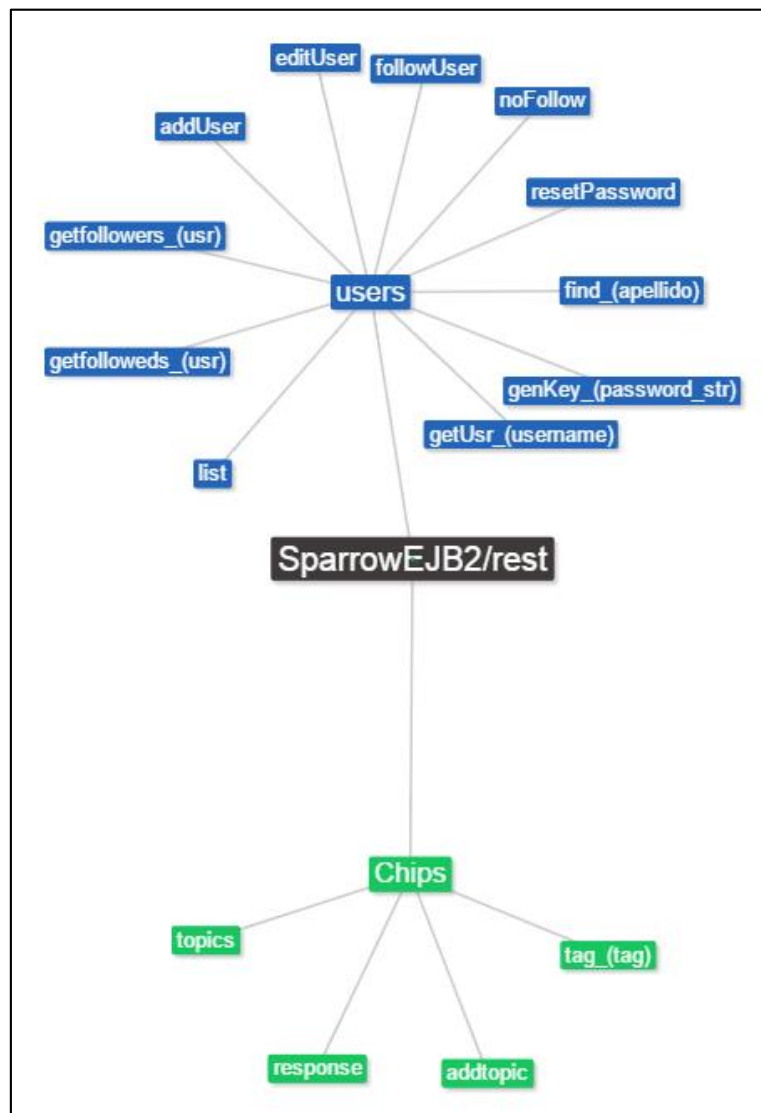 editUser
followUser
noFollow
addUser
resetPassword
getfollowers_(usr)
users
find_(apellido)
getfolloweds_(usr)
genKey_(password_str)
getUsr_(username)
list
SparrowEJB2/rest
Chips
topics
tag_(tag)
response
addtopic